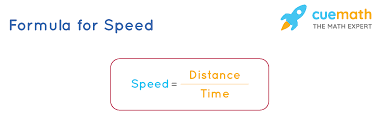 Formula for Speed
cuemath
THE MATH EXPERT
Speed = Distance
Time